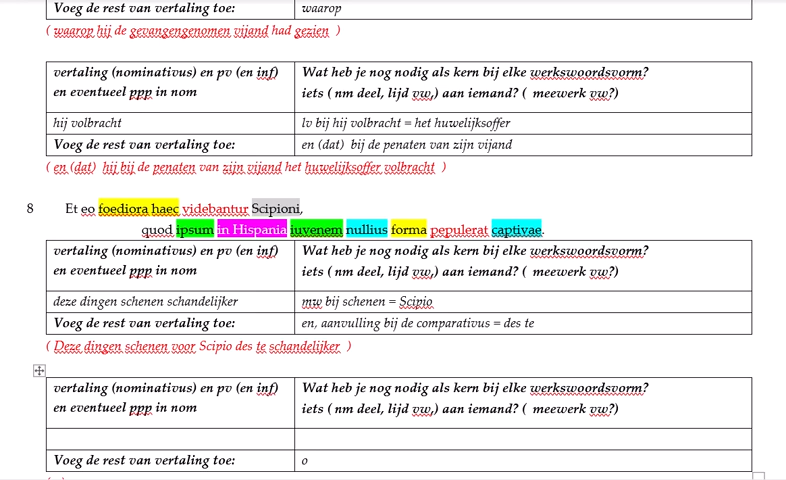 Voeg de rest van vertaling toe: waarop
( waarop hij de gevangengenomen vijand had gezien )
vertaling (nominativus) en pv (en inf) Wat heb je nog nodig als kern bij elke werkswoordsvorm?
en eventueel ppp in nom iets ( nm deel, lijd vw,) aan iemand? ( meewerk vw?)
hij volbracht lv bij hij volbracht = het huwelijksoffer
Voeg de rest van vertaling toe: en (dat) bij de penaten van zijn vijand
( en (dat) hij bij de penaten van zijn vijand het huwelijksoffer volbracht )
8 Et eo foediora haec videbantur Scipioni,
quod ipsum in Hispania iuvenem nullius forma pepulerat captivae.
vertaling (nominativus) en pv (en inf) Wat heb je nog nodig als kern bij elke werkswoordsvorm?
en eventueel ppp in nom iets ( nm deel, lijd vw,) aan iemand? ( meewerk vw?)
deze dingen schenen schandelijker mw bij schenen = Scipio
Voeg de rest van vertaling toe: en, aanvulling bij de comparativus = des te
( Deze dingen schenen voor Scipio des te schandelijker )
vertaling (nominativus) en pv (en inf) Wat heb je nog nodig als kern bij elke werkswoordsvorm?
en eventueel ppp in nom iets ( nm deel, lijd vw,) aan iemand? ( meewerk vw?)
Voeg de rest van vertaling toe: o